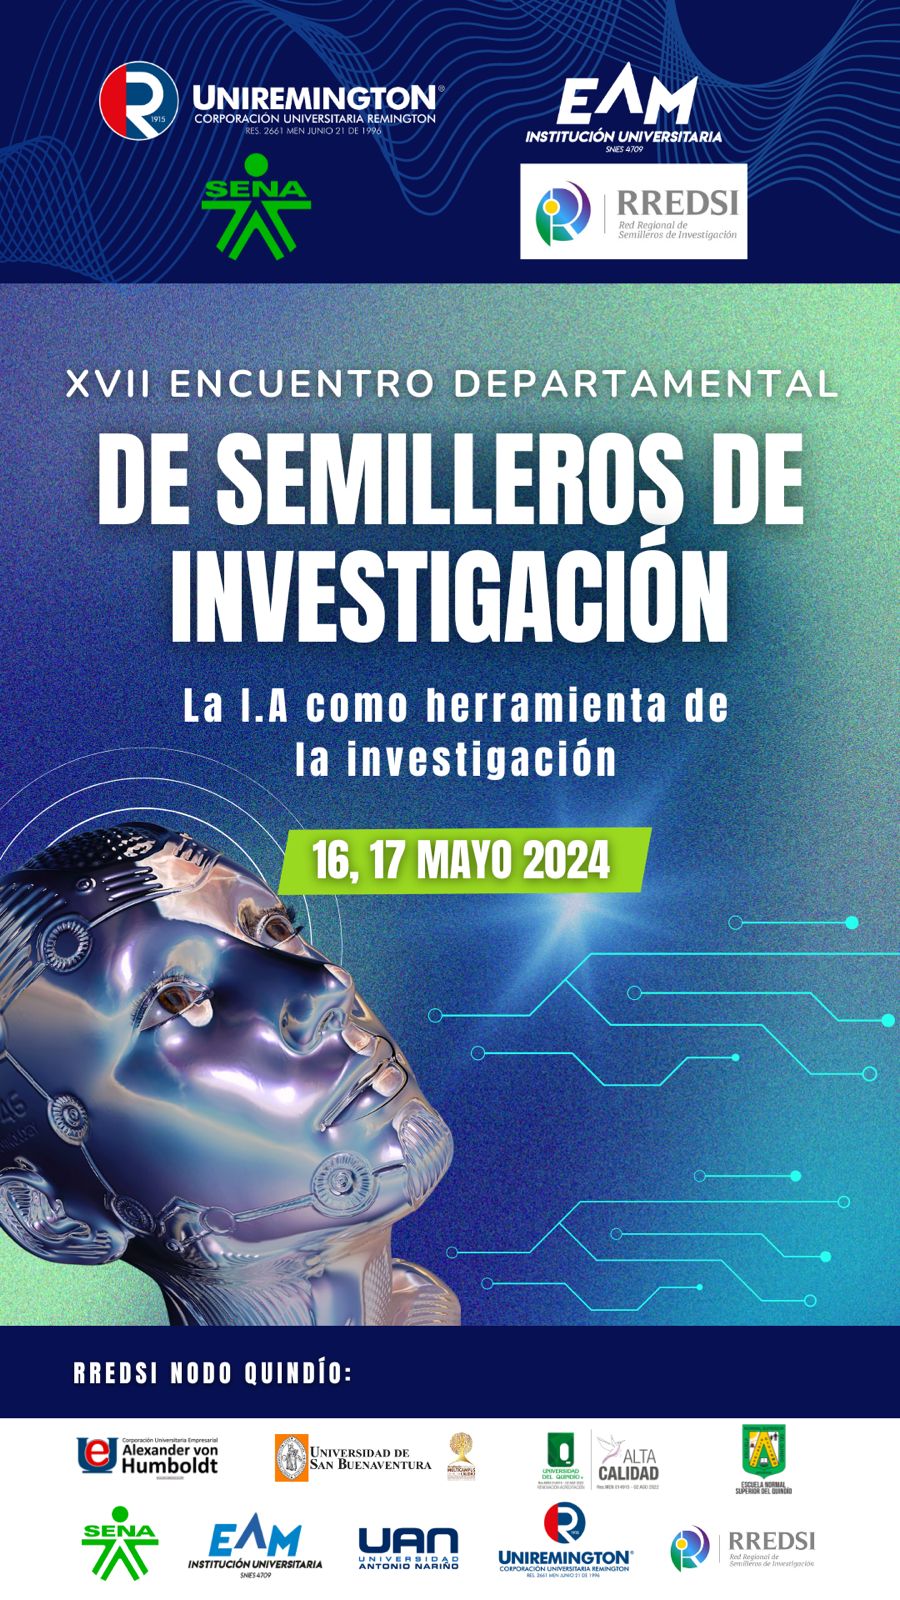 UNIREMINGTON®
CORPORACIÓN UNIVERSITARIA REMINGTON
RES. 2661 MEN JUNIO 21 DE 1996
R
1915
EAM
INSTITUCIÓN UNIVERSITARIA
SNIES 4709
SENA
RREDSI
Red Regional de
Semilleros de Investigación
XVII ENCUENTRO DEPARTAMENTAL
DE SEMILLEROS DE
INVESTIGACIÓN
La I.A como herramienta de
la investigación
16, 17 MAYO 2024
46
RREDSI NODO QUINDÍO:
Corporación Universitaria Empresarial
Alexander von
Humboldt
UNIVERSIDAD DE
SAN BUENAVENTURA
UNIVERSIDAD
DEL QUINDÍO
ALTA
CALIDAD
ESCUELA NORMAL
SUPERIOR DEL QUINDÍO
SENA
EAM
INSTITUCIÓN UNIVERSITARIA
SNIES 4709
UAN
UNIVERSIDAD
ANTONIO NARIÑO
UNIREMINGTON®
CORPORACIÓN UNIVERSITARIA REMINGTON
RES. 2661 MEN JUNIO 21 DE 1996
RREDSI
Red Regional de
Semilleros de Investigación